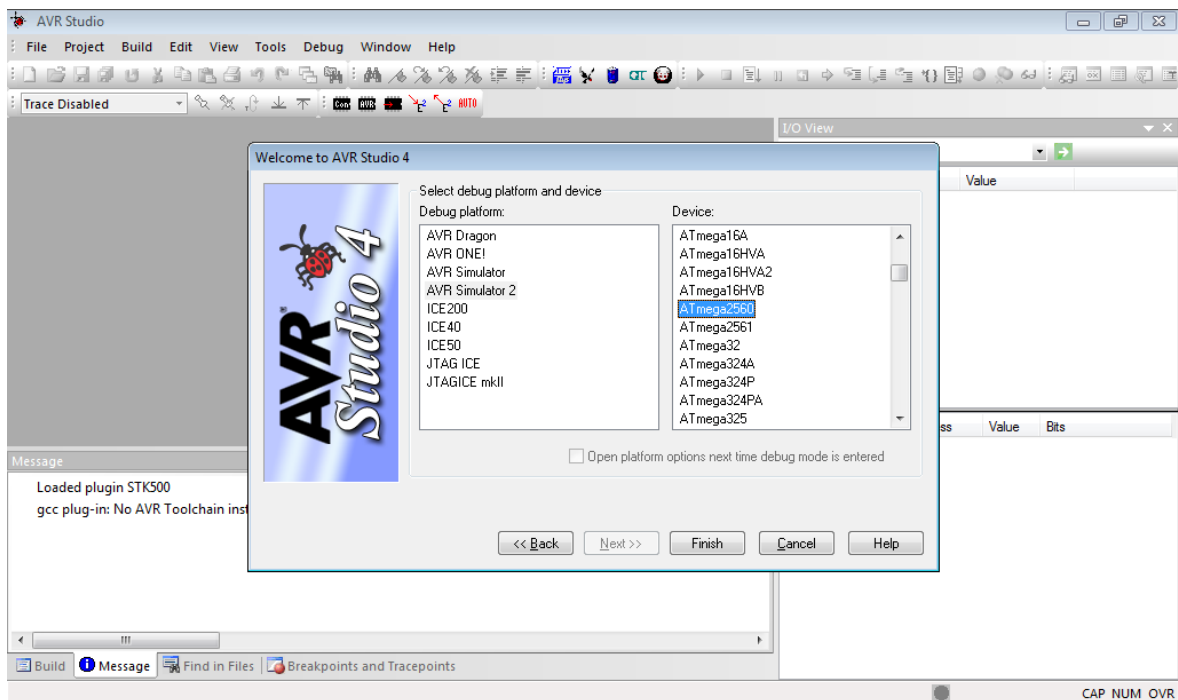 AVR Studio
File Project Build Edit View Tools Debug Window Help
Trace Disabled
Con AVR AUTO
I/O View
Value
Welcome to AVR Studio 4
AVR Studio 4
Select debug platform and device
Debug platform:
AVR Dragon
AVR ONE!
AVR Simulator
AVR Simulator 2
ICE200
ICE40
ICE50
JTAG ICE
JTAGICE mkII
Device:
ATmega16A
ATmega16HVA
ATmega16HVA2
ATmega16HVB
ATmega2560
ATmega2561
ATmega32
ATmega324A
ATmega324P
ATmega324PA
ATmega325
Open platform options next time debug mode is entered
<< Back Next >> Finish Cancel Help
ss Value Bits
Message
Loaded plugin STK500
gcc plug-in: No AVR Toolchain inst
Build Message Find in Files Breakpoints and Tracepoints
CAP NUM OVR